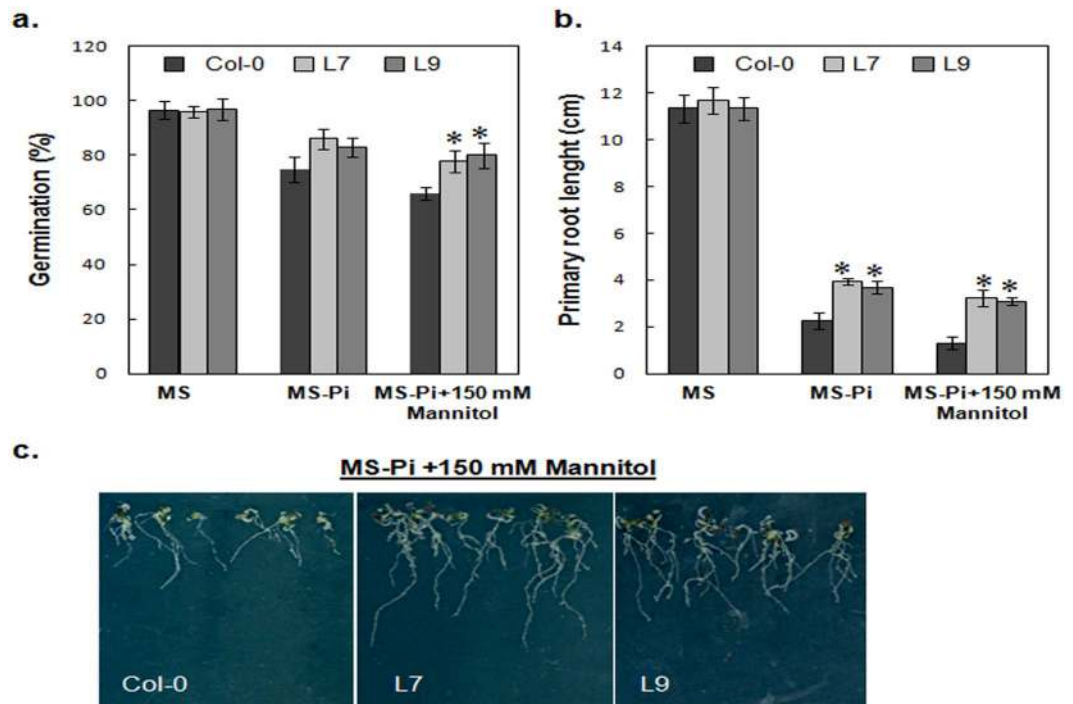 a.
120
100
80
60
40
20
0
Germination (%)
Col-0 L7 L9
* *
MS MS-Pi MS-Pi+150 mM
Mannitol
b.
14
12
10
8
6
4
2
0
Primary root lenght (cm)
Col-0 L7 L9
* * * *
MS MS-Pi MS-Pi+150 mM
Mannitol
c.
MS-Pi +150 mM Mannitol
Col-0 L7 L9